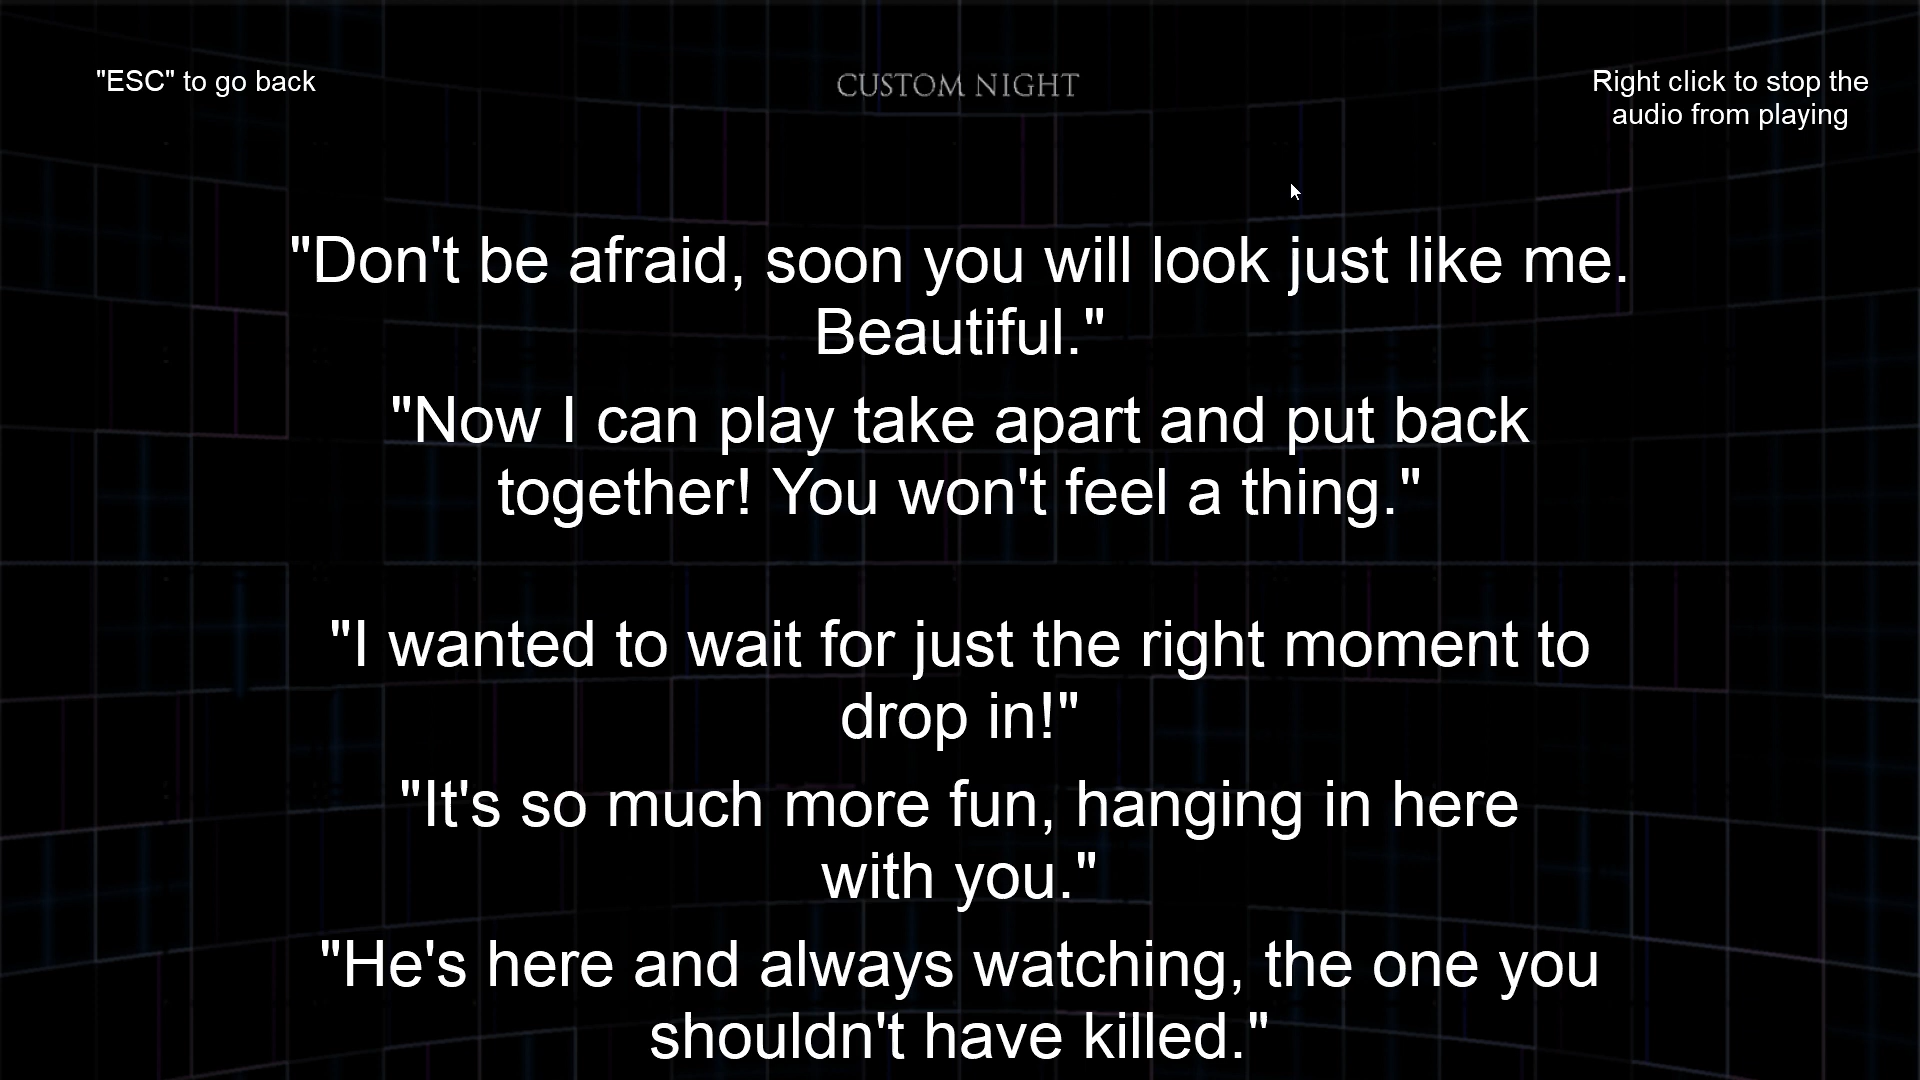 "ESC" to go back
CUSTOM NIGHT
Right click to stop the
audio from playing
"Don't be afraid, soon you will look just like me.
Beautiful."
"Now I can play take apart and put back
together! You won't feel a thing."
"I wanted to wait for just the right moment to
drop in!"
"It's so much more fun, hanging in here
with you."
"He's here and always watching, the one you
shouldn't have killed."